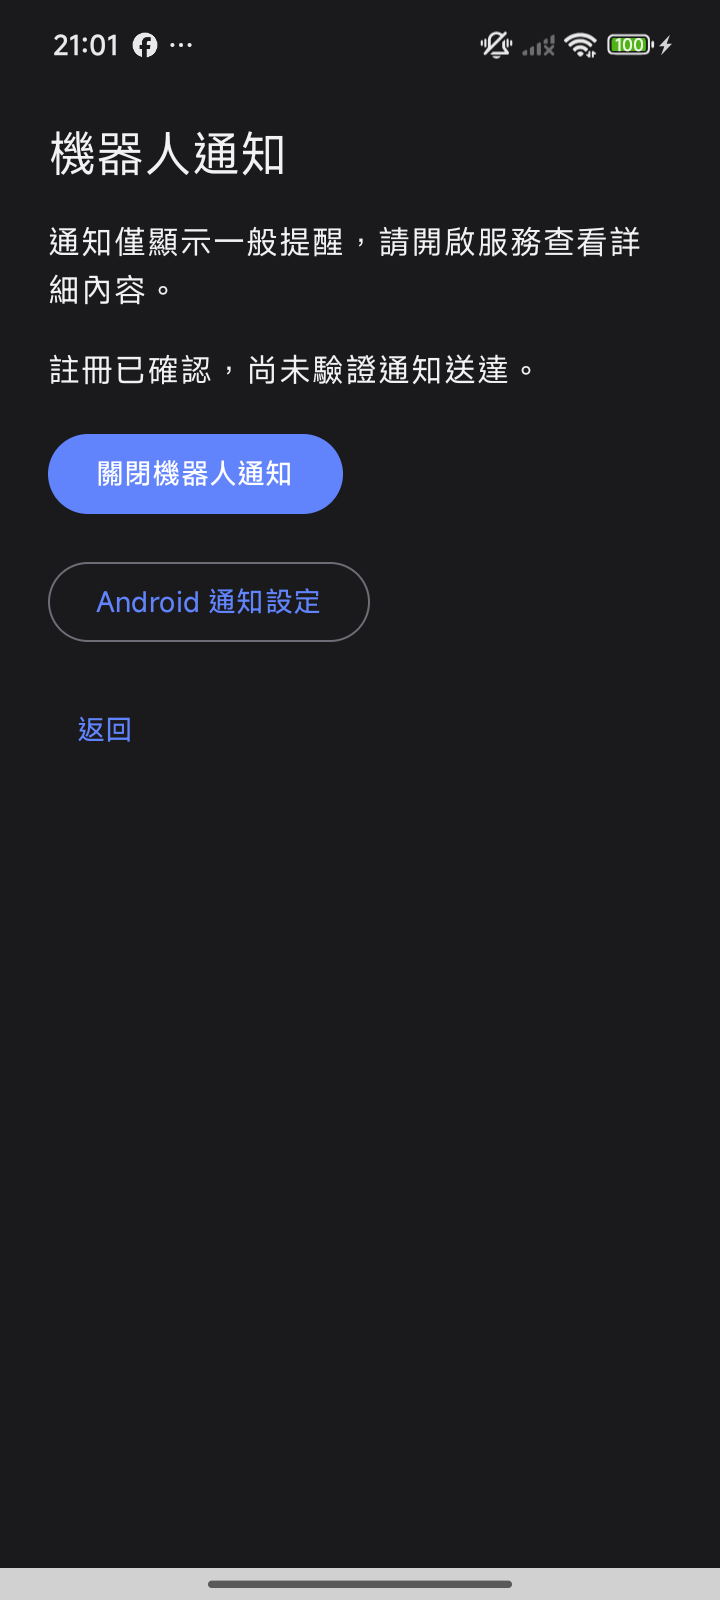 21:01
100
機器人通知
通知僅顯示一般提醒，請開啟服務查看詳
細內容。
註冊已確認，尚未驗證通知送達。
關閉機器人通知
Android 通知設定
返回